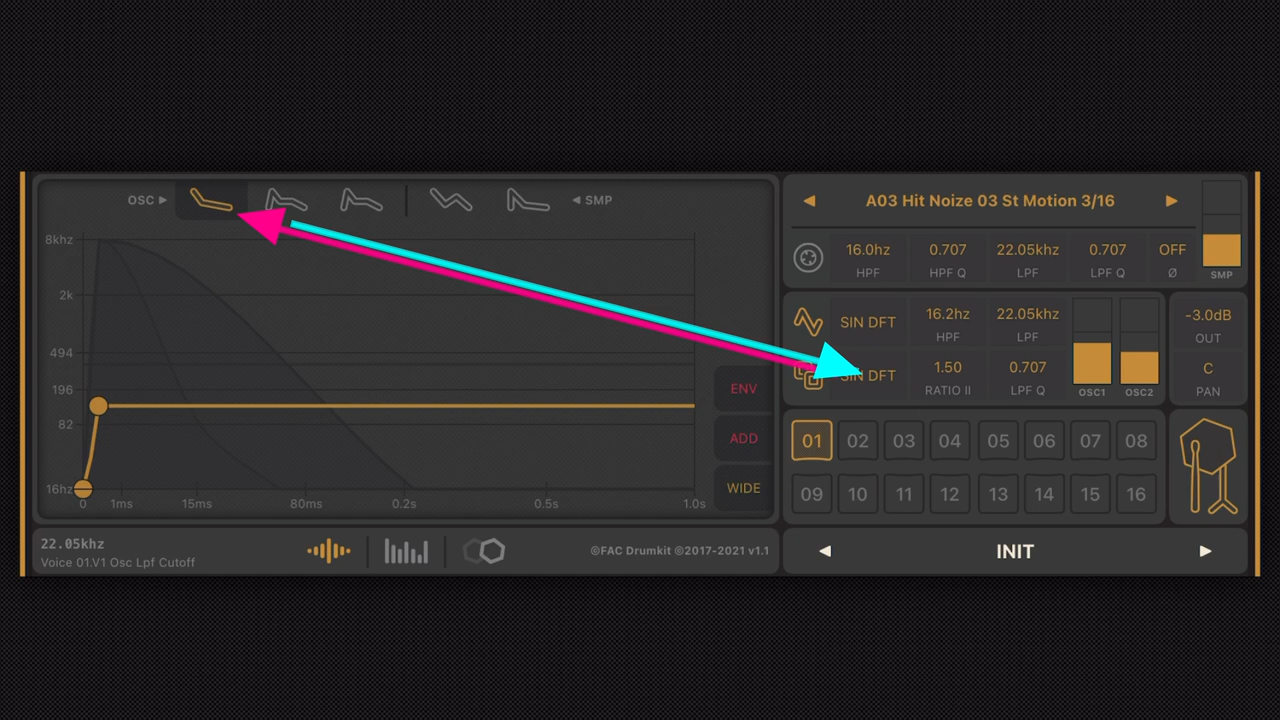 OSC ▶
◀ SMP
8khz
2k
494
196
82
16hz
0
1ms
15ms
80ms
0.2s
0.5s
1.0s
ENV
ADD
WIDE
22.05khz
Voice 01.V1 Osc Lpf Cutoff
©FAC Drumkit ©2017-2021 v1.1
◀ A03 Hit Noize 03 St Motion 3/16 ▶
16.0hz 0.707 22.05khz 0.707 OFF
HPF HPF Q LPF LPF Q Ø
SMP
SIN DFT 16.2hz 22.05khz
HPF LPF
SIN DFT 1.50 0.707
RATIO II LPF Q
OSC1 OSC2
-3.0dB
OUT
C
PAN
01 02 03 04 05 06 07 08
09 10 11 12 13 14 15 16
◀ INIT ▶